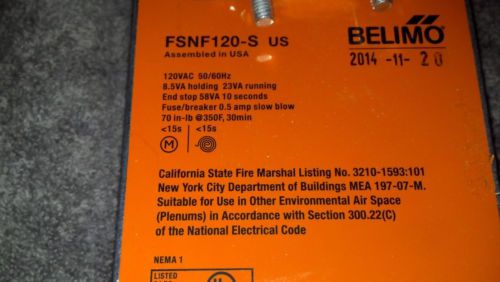 FSNF120-S US
BELIMO
Assembled in USA
2014 -11- 20
120VAC 50/60Hz
8.5VA holding 23VA running
End stop 58VA 10 seconds
Fuse/breaker 0.5 amp slow blow
70 in-lb @350F, 30min
<15s <15s
M
California State Fire Marshal Listing No. 3210-1593:101
New York City Department of Buildings MEA 197-07-M.
Suitable for Use in Other Environmental Air Space
(Plenums) in Accordance with Section 300.22(C)
of the National Electrical Code
NEMA 1
LISTED
UL